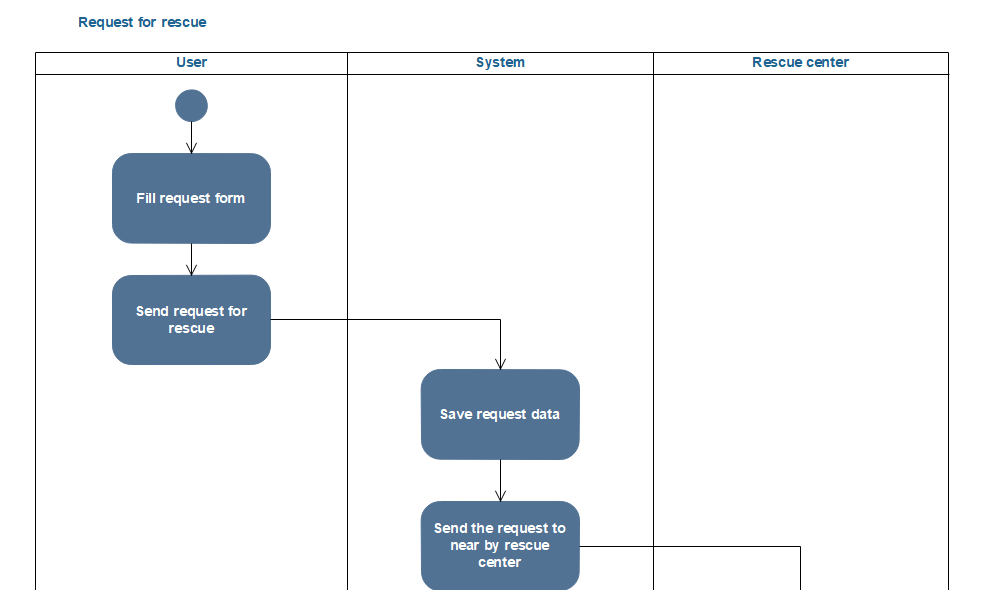 Request for rescue
User
System
Rescue center
Fill request form
Send request for
rescue
Save request data
Send the request to
near by rescue
center